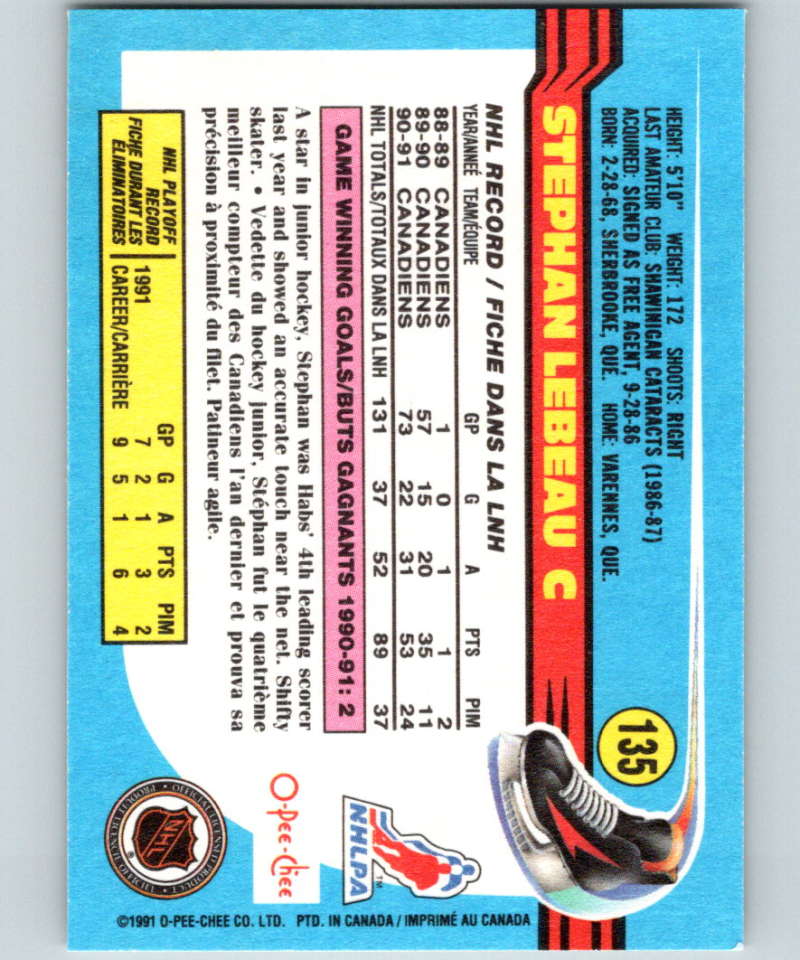 135
HEIGHT: 5'10" WEIGHT: 172 SHOOTS: RIGHT
LAST AMATEUR CLUB: SHAWINIGAN CATARACTS (1986-87)
ACQUIRED: SIGNED AS FREE AGENT, 9-28-86
BORN: 2-28-68, SHERBROOKE, QUE. HOME: VARENNES, QUE.
STEPHAN LEBEAU C
NHL RECORD / FICHE DANS LA LNH
YEAR/ANNÉE TEAM/ÉQUIPE GP G A PTS PIM
88-89 CANADIENS 1 0 1 1 2
89-90 CANADIENS 57 15 20 35 11
90-91 CANADIENS 73 22 31 53 24
NHL TOTALS/TOTAUX DANS LA LNH 131 37 52 89 37
GAME WINNING GOALS/BUTS GAGNANTS 1990-91: 2
A star in junior hockey, Stephan was Habs' 4th leading scorer
last year and showed an accurate touch near the net. Shifty
skater. • Vedette du hockey junior, Stéphan fut le quatrième
meilleur compteur des Canadiens l'an dernier et prouva sa
précision à proximité du filet. Patineur agile.
NHL PLAYOFF
RECORD
FICHE DURANT LES
ÉLIMINATOIRES
GP G A PTS PIM
1991 7 2 1 3 2
CAREER/CARRIÈRE 9 5 1 6 4
NHLPA
TM
O-Pee-Chee
OFFICIAL LICENSED PRODUCT
NHL
®
PRODUIT LICENCIÉ OFFICIEL
©1991 O-PEE-CHEE CO. LTD. PTD. IN CANADA / IMPRIMÉ AU CANADA